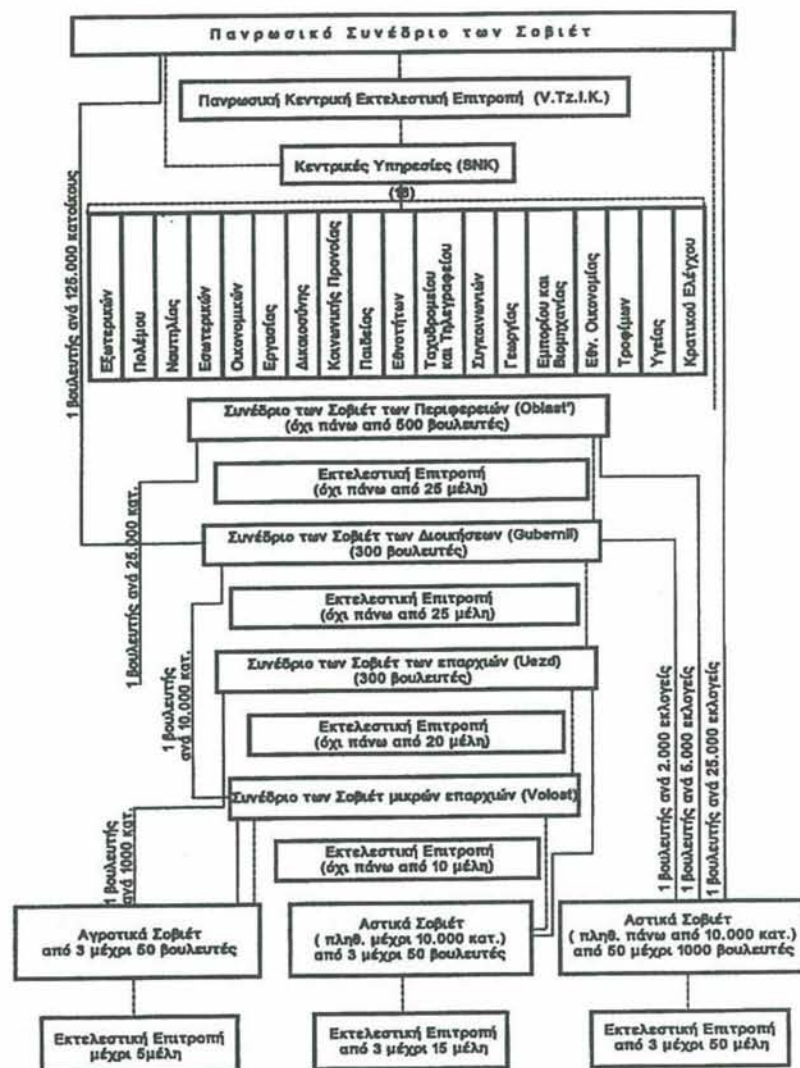 Πανρωσικό Συνέδριο των Σοβιέτ
Πανρωσική Κεντρική Εκτελεστική Επιτροπή (V.Tz.I.K.)
Κεντρικές Υπηρεσίες (SNK)
(18)
Εξωτερικών
Πολέμου
Ναυτηλίας
Εσωτερικών
Οικονομικών
Εργασίας
Δικαιοσύνης
Κοινωνικής Προνοίας
Παιδείας
Εθνοτήτων
Ταχυδρομείου
και Τηλεγραφείου
Συγκοινωνιών
Γεωργίας
Εμπορίου και
Βιομηχανίας
Εθν. Οικονομίας
Τροφίμων
Υγείας
Κρατικού Ελέγχου
1 βουλευτής ανά 125.000 κατοίκους
Συνέδριο των Σοβιέτ των Περιφερειών (Oblast')
(όχι πάνω από 500 βουλευτές)
Εκτελεστική Επιτροπή
(όχι πάνω από 25 μέλη)
1 βουλευτής ανά 25.000 κατ.
Συνέδριο των Σοβιέτ των Διοικήσεων (Gubernii)
(300 βουλευτές)
Εκτελεστική Επιτροπή
(όχι πάνω από 25 μέλη)
1 βουλευτής
ανά 10.000 κατ.
Συνέδριο των Σοβιέτ των επαρχιών (Uezd)
(300 βουλευτές)
Εκτελεστική Επιτροπή
(όχι πάνω από 20 μέλη)
Συνέδριο των Σοβιέτ μικρών επαρχιών (Volost)
1 βουλευτής
ανά 1000 κατ.
Εκτελεστική Επιτροπή
(όχι πάνω από 10 μέλη)
1 βουλευτής ανά 2.000 εκλογείς
1 βουλευτής ανά 5.000 εκλογείς
1 βουλευτής ανά 25.000 εκλογείς
Αγροτικά Σοβιέτ
από 3 μέχρι 50 βουλευτές
Αστικά Σοβιέτ
( πληθ. μέχρι 10.000 κατ.)
από 3 μέχρι 50 βουλευτές
Αστικά Σοβιέτ
( πληθ. πάνω από 10.000 κατ.)
από 50 μέχρι 1000 βουλευτές
Εκτελεστική Επιτροπή
μέχρι 5μέλη
Εκτελεστική Επιτροπή
από 3 μέχρι 15 μέλη
Εκτελεστική Επιτροπή
από 3 μέχρι 50 μέλη